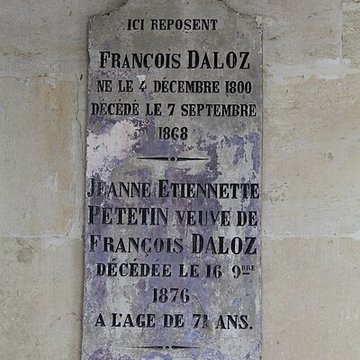 ICI REPOSENT
FRANÇOIS DALOZ
NE LE 4 DÉCEMBRE 1800
DÉCÉDÉ LE 7 SEPTEMBRE
1868
JEANNE ETIENNETTE
PETETIN VEUVE DE
FRANÇOIS DALOZ
DÉCÉDÉE LE 16 9BRE
1876
A L'AGE DE 71 ANS.